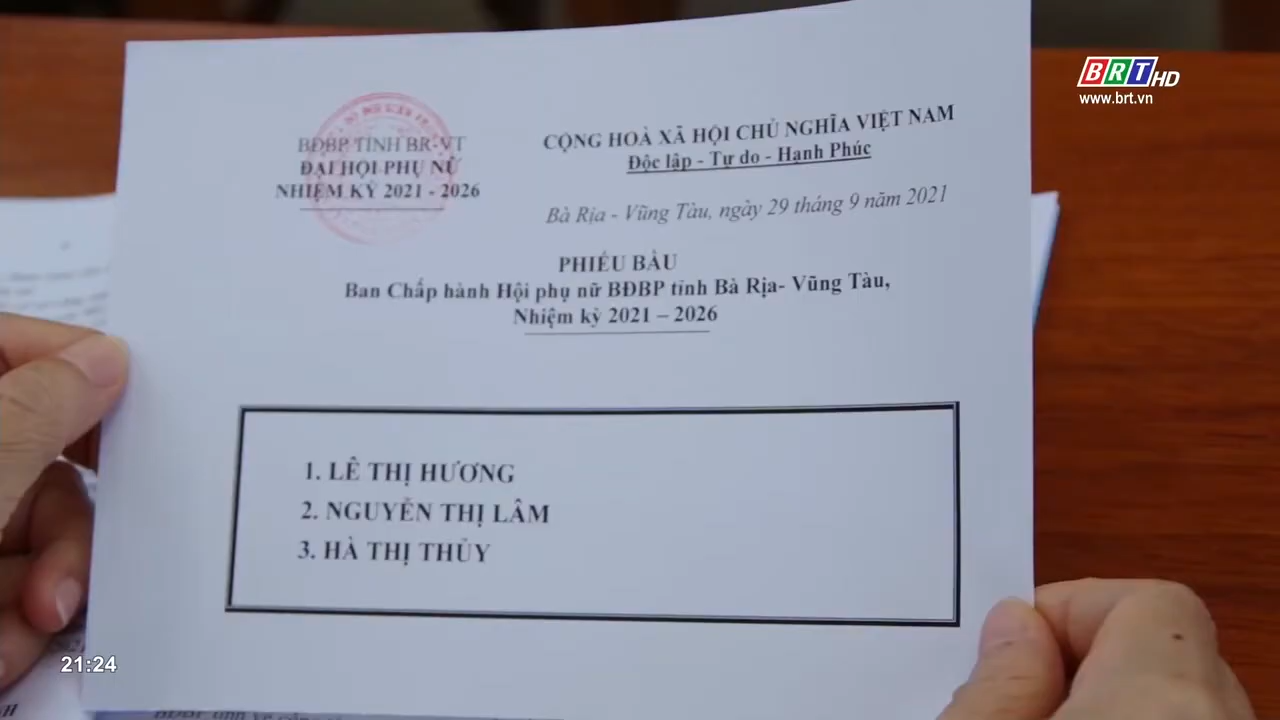 BRT HD
www.brt.vn
BĐBP TỈNH BR-VT
ĐẠI HỘI PHỤ NỮ
NHIỆM KỲ 2021 - 2026
CỘNG HOÀ XÃ HỘI CHỦ NGHĨA VIỆT NAM
Độc lập - Tự do - Hạnh Phúc
Bà Rịa - Vũng Tàu, ngày 29 tháng 9 năm 2021
PHIẾU BẦU
Ban Chấp hành Hội phụ nữ BĐBP tỉnh Bà Rịa- Vũng Tàu,
Nhiệm kỳ 2021 – 2026
1. LÊ THỊ HƯƠNG
2. NGUYỄN THỊ LÂM
3. HÀ THỊ THỦY
21:24